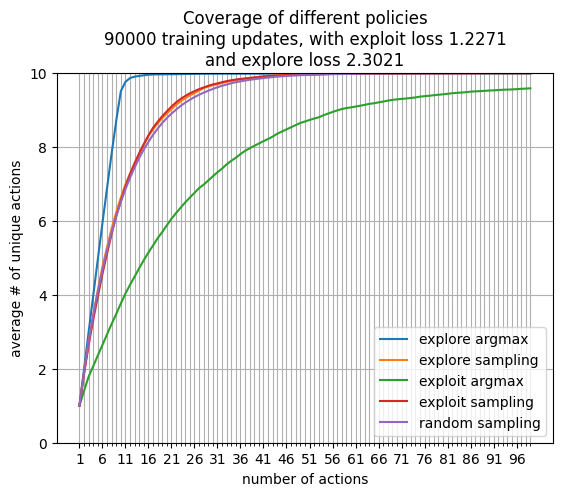 Coverage of different policies
90000 training updates, with exploit loss 1.2271
and explore loss 2.3021
10
8
6
4
2
0
average # of unique actions
explore argmax
explore sampling
exploit argmax
exploit sampling
random sampling
1 6 11 16 21 26 31 36 41 46 51 56 61 66 71 76 81 86 91 96
number of actions